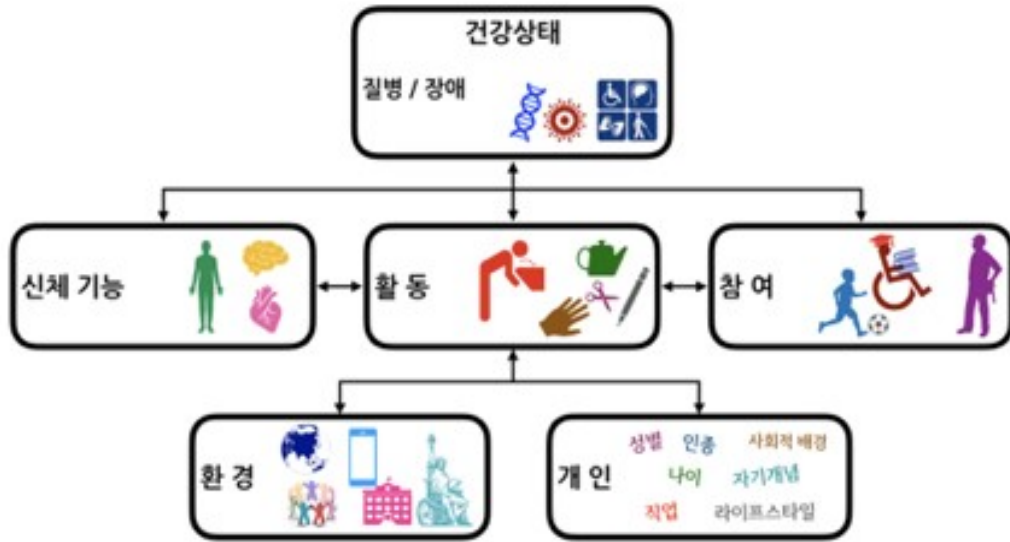 건강상태
질병 / 장애
신체 기능
활 동
참 여
환 경
개 인
성별 인종 사회적 배경
나이 자기개념
직업 라이프스타일